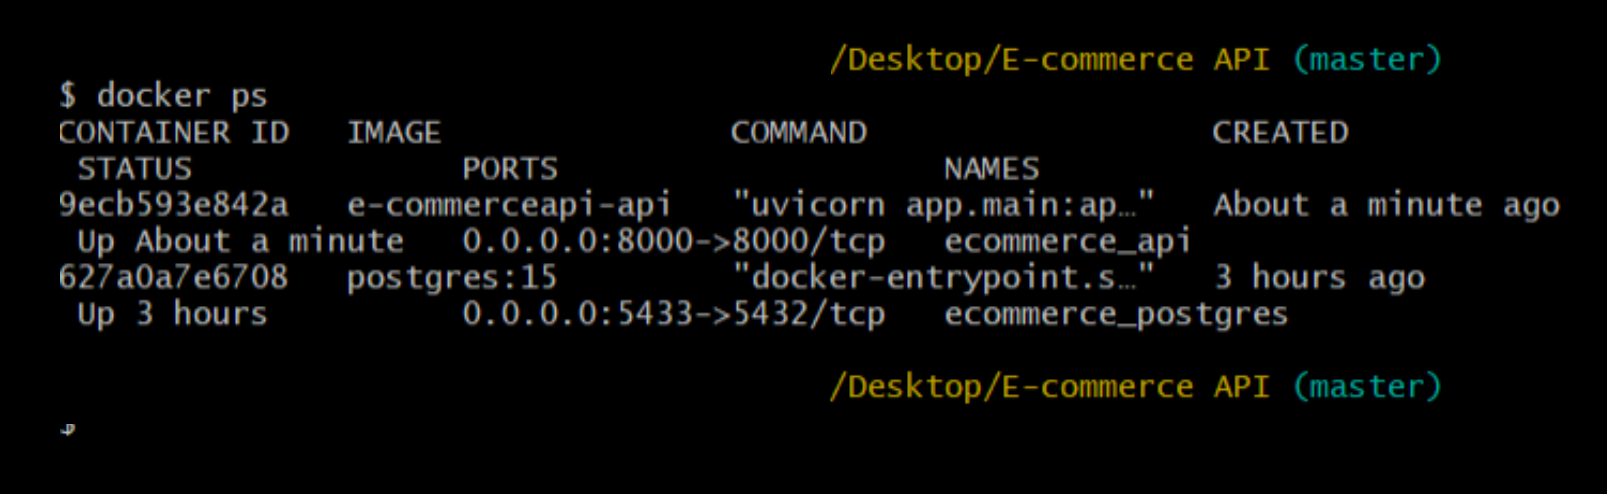 /Desktop/E-commerce API (master)
$ docker ps
CONTAINER ID   IMAGE               COMMAND                  CREATED
 STATUS              PORTS                    NAMES
9ecb593e842a   e-commerceapi-api   "uvicorn app.main:ap…"   About a minute ago
 Up About a minute   0.0.0.0:8000->8000/tcp   ecommerce_api
627a0a7e6708   postgres:15         "docker-entrypoint.s…"   3 hours ago
 Up 3 hours          0.0.0.0:5433->5432/tcp   ecommerce_postgres
/Desktop/E-commerce API (master)